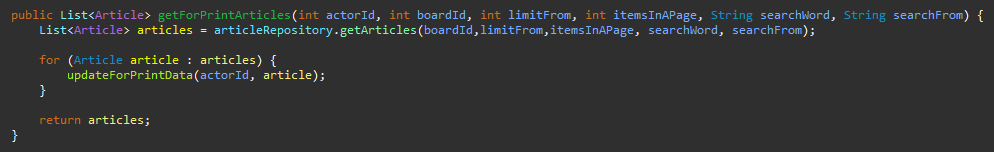 public List<Article> getForPrintArticles(int actorId, int boardId, int limitFrom, int itemsInAPage, String searchWord, String searchFrom) {
    List<Article> articles = articleRepository.getArticles(boardId,limitFrom,itemsInAPage, searchWord, searchFrom);

    for (Article article : articles) {
        updateForPrintData(actorId, article);
    }

    return articles;
}